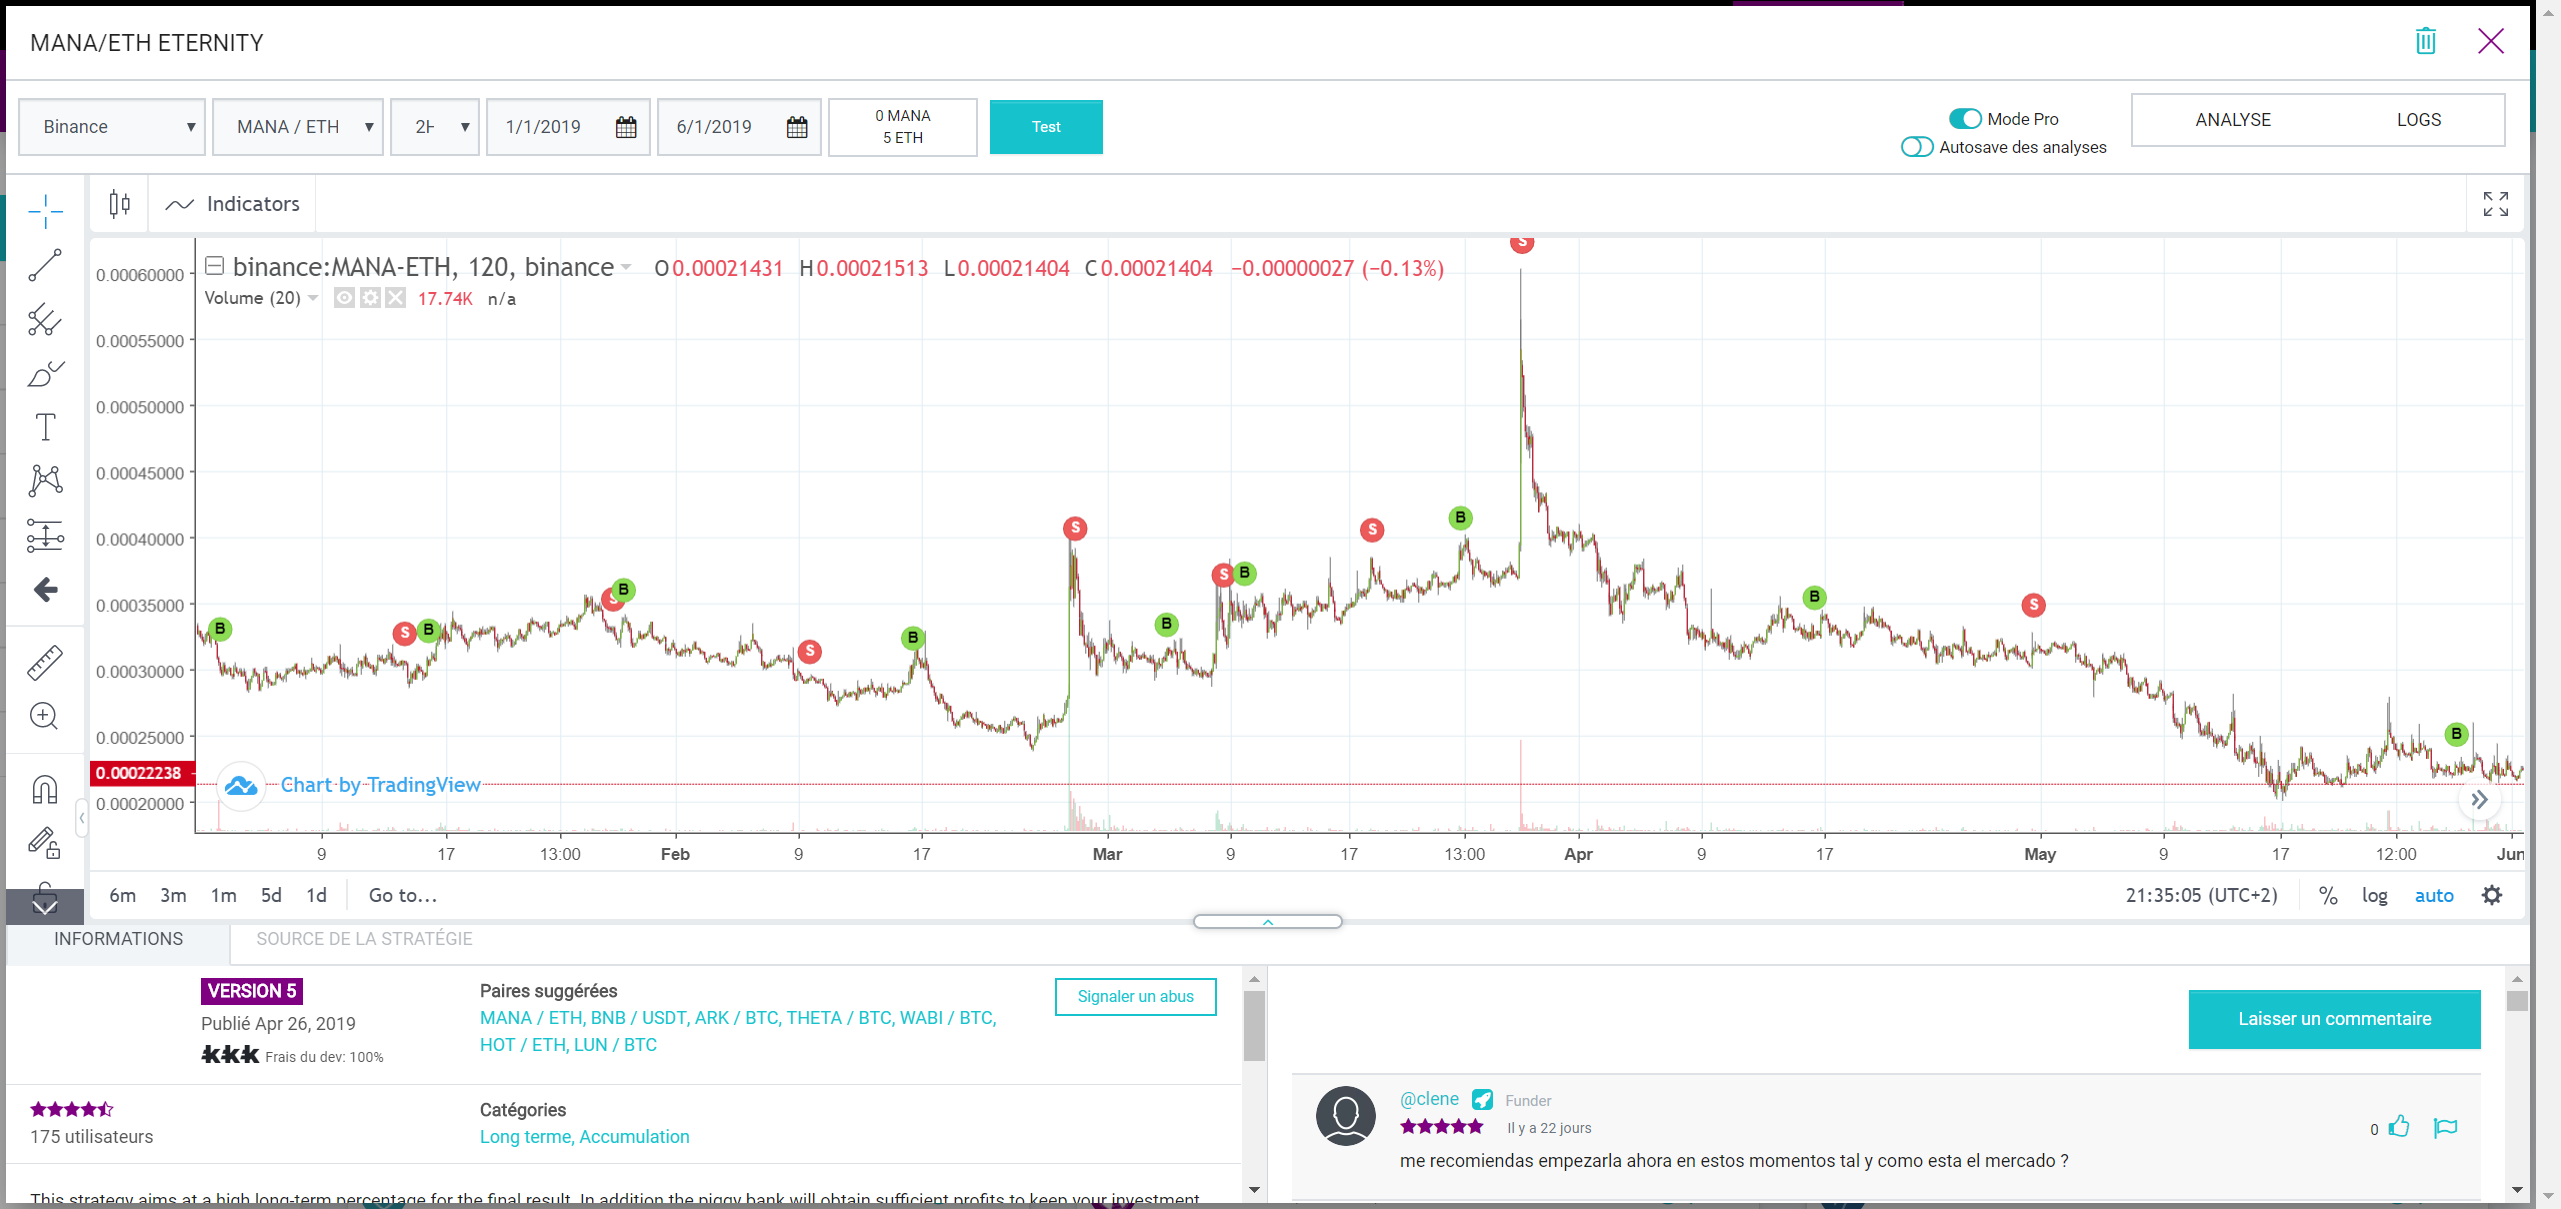 MANA/ETH ETERNITY
Binance
MANA / ETH
1/1/2019
6/1/2019
0 MANA
5 ETH
Test
Mode Pro
Autosave des analyses
ANALYSE
LOGS
Indicators
binance:MANA-ETH, 120, binance O0.00021431 H0.00021513 L0.00021404 C0.00021404 −0.00000027 (−0.13%)
Volume (20) 17.74K n/a
0.00060000
0.00055000
0.00050000
0.00045000
0.00040000
0.00035000
0.00030000
0.00025000
0.00022238
0.00020000
S
S
S
B
S
B
B
B
B
S
B
S
B
S
B
B
S
B
Chart by TradingView
9 17 13:00 Feb 9 17 Mar 9 17 13:00 Apr 9 17 May 9 17 12:00 Jun
6m 3m 1m 5d 1d Go to...
21:35:05 (UTC+2) % log auto
INFORMATIONS
SOURCE DE LA STRATÉGIE
VERSION 5
Publié Apr 26, 2019
Frais du dev: 100%
Paires suggérées
MANA / ETH, BNB / USDT, ARK / BTC, THETA / BTC, WABI / BTC,
HOT / ETH, LUN / BTC
Signaler un abus
175 utilisateurs
Catégories
Long terme, Accumulation
This strategy aims at a high long-term percentage for the final result. In addition the piggy bank will obtain sufficient profits to keep your investment
Laisser un commentaire
@clene Funder
Il y a 22 jours
0
me recomiendas empezarla ahora en estos momentos tal y como esta el mercado ?